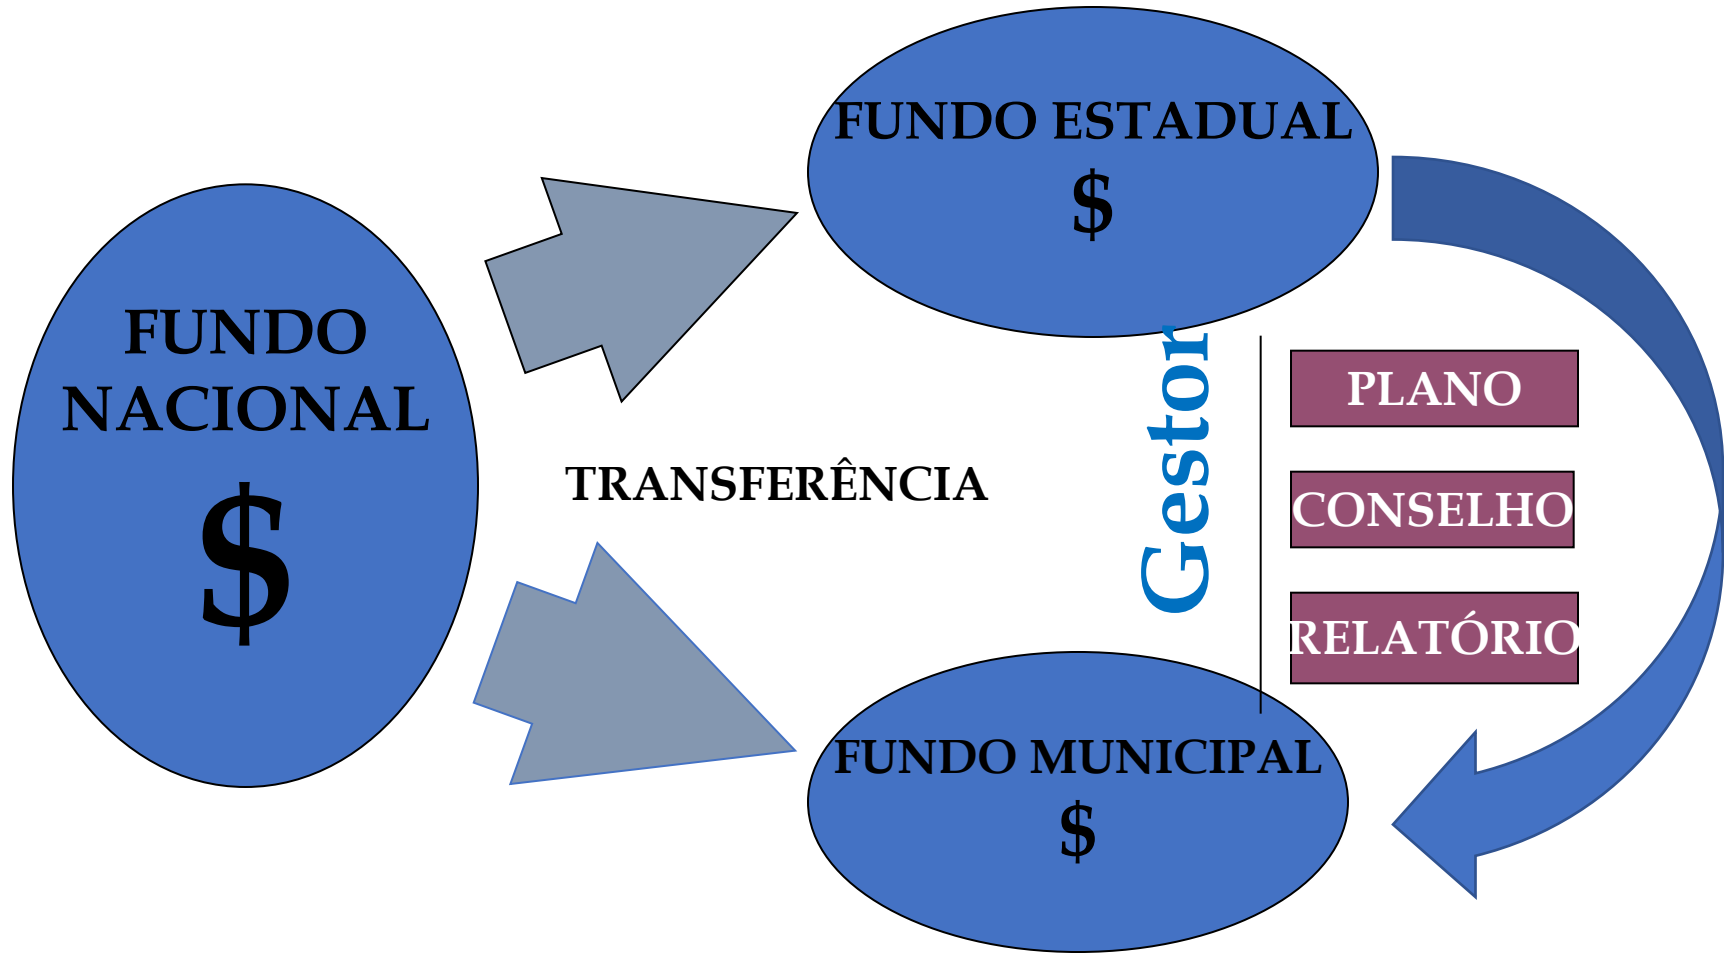 FUNDO
NACIONAL
$
TRANSFERÊNCIA
FUNDO ESTADUAL
$
Gestor
PLANO
CONSELHO
RELATÓRIO
FUNDO MUNICIPAL
$